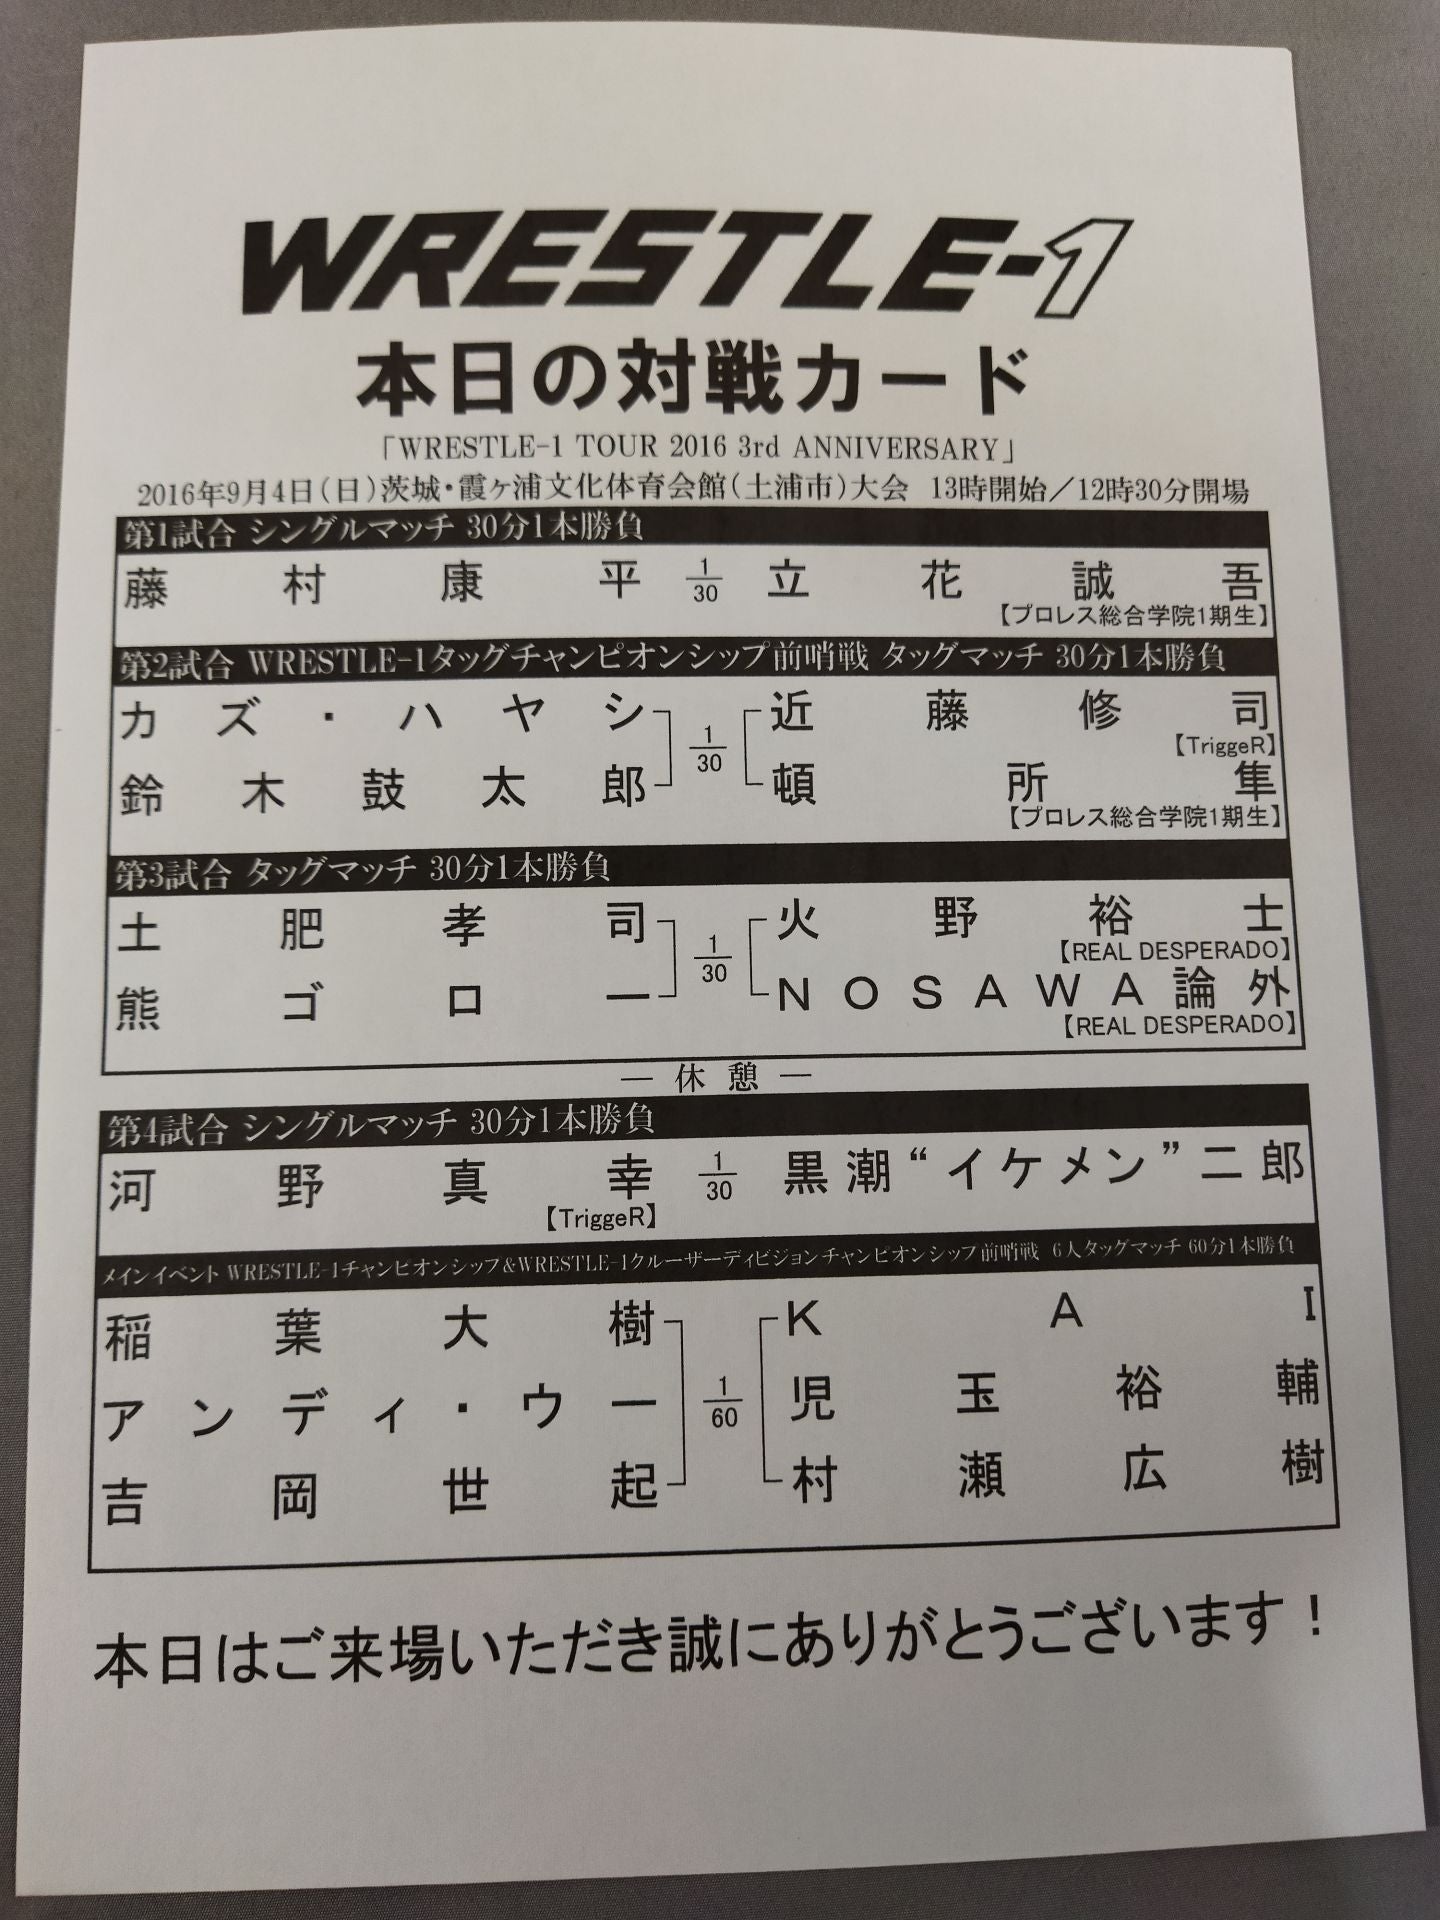 WRESTLE-1
本日の対戦カード
「WRESTLE-1 TOUR 2016 3rd ANNIVERSARY」
2016年9月4日(日)茨城・霞ヶ浦文化体育会館(土浦市)大会 13時開始/12時30分開場
第1試合 シングルマッチ 30分1本勝負
藤村康平 1/30 立花誠吾
【プロレス総合学院1期生】
第2試合 WRESTLE-1タッグチャンピオンシップ前哨戦 タッグマッチ 30分1本勝負
カズ・ハヤシ 近藤修司
【TriggeR】
1/30
鈴木鼓太郎 頓所隼
【プロレス総合学院1期生】
第3試合 タッグマッチ 30分1本勝負
土肥孝司 火野裕士
【REAL DESPERADO】
1/30
熊ゴロー NOSAWA論外
【REAL DESPERADO】
― 休憩 ―
第4試合 シングルマッチ 30分1本勝負
河野真幸 1/30 黒潮“イケメン”二郎
【TriggeR】
メインイベント WRESTLE-1チャンピオンシップ&WRESTLE-1クルーザーディビジョンチャンピオンシップ前哨戦 6人タッグマッチ 60分1本勝負
稲葉大樹 KAI
アンディ・ウー 1/60 児玉裕輔
吉岡世起 村瀬広樹
本日はご来場いただき誠にありがとうございます!